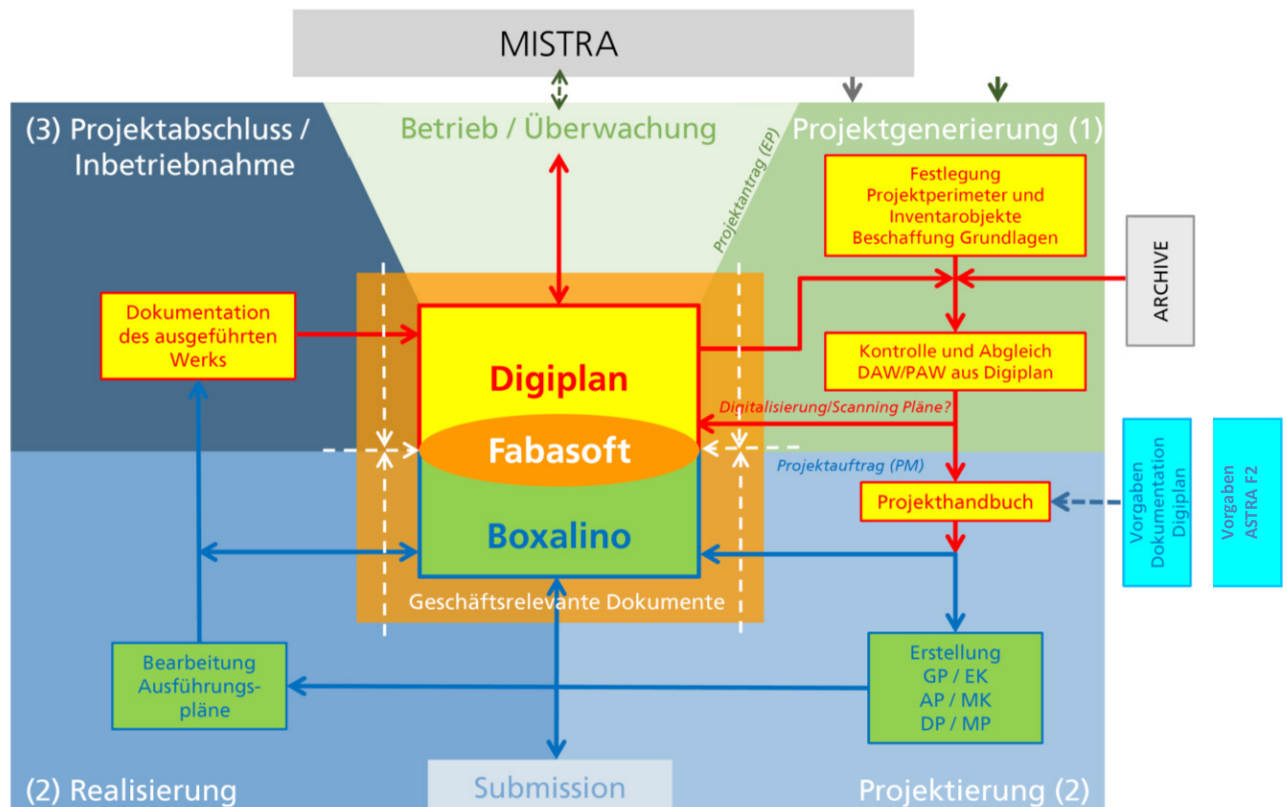 MISTRA
(3) Projektabschluss /
Inbetriebnahme
Betrieb / Überwachung
Projektgenerierung (1)
Projektantrag (EP)
Festlegung
Projektperimeter und
Inventarobjekte
Beschaffung Grundlagen
ARCHIVE
Dokumentation
des ausgeführten
Werks
Digiplan
Kontrolle und Abgleich
DAW/PAW aus Digiplan
Digitalisierung/Scanning Pläne?
Fabasoft
Projektauftrag (PM)
Projekthandbuch
Vorgaben
Dokumentation
Digiplan
Vorgaben
ASTRA F2
Boxalino
Geschäftsrelevante Dokumente
Bearbeitung
Ausführungs-
pläne
Erstellung
GP / EK
AP / MK
DP / MP
(2) Realisierung
Submission
Projektierung (2)